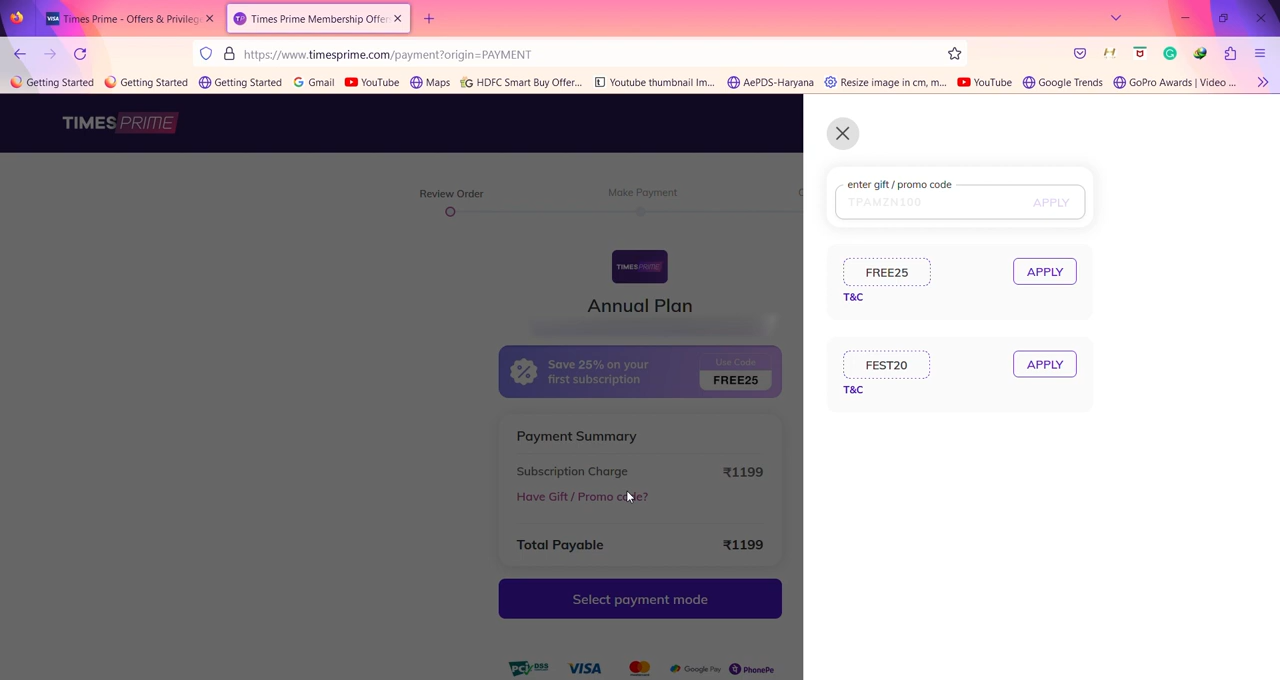 Times Prime - Offers & Privileg
Times Prime Membership Offer
https://www.timesprime.com/payment?origin=PAYMENT
Getting Started
Getting Started
Getting Started
Gmail
YouTube
Maps
HDFC Smart Buy Offer...
Youtube thumbnail Im...
AePDS-Haryana
Resize image in cm, m...
YouTube
Google Trends
GoPro Awards | Video ...
TIMES PRIME
Review Order
Make Payment
TIMES PRIME
Annual Plan
Save 25% on your
first subscription
Use Code
FREE25
Payment Summary
Subscription Charge ₹1199
Have Gift / Promo code?
Total Payable ₹1199
Select payment mode
PCI DSS
VISA
mastercard
Google Pay
PhonePe
enter gift / promo code
TPAMZN100 APPLY
FREE25 APPLY
T&C
FEST20 APPLY
T&C